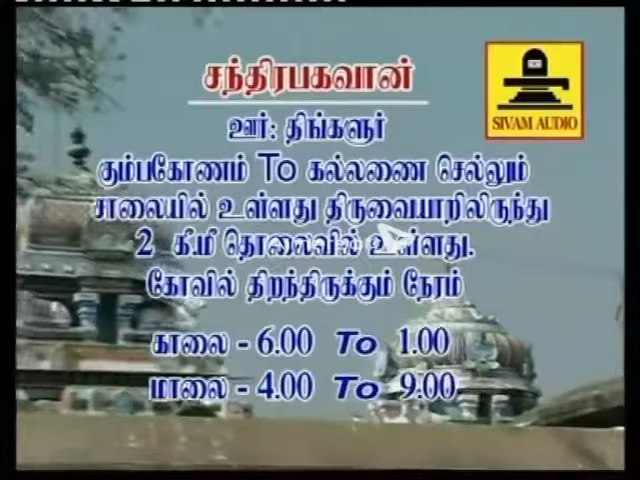 சந்திரபகவான்
SIVAM AUDIO
ஊர்: திங்களுர்
கும்பகோணம் To கல்லணை செல்லும்
சாலையில் உள்ளது திருவையாறிலிருந்து
2 கி.மீ தொலைவில் உள்ளது.
கோவில் திறந்திருக்கும் நேரம்
காலை - 6.00 To 1.00
மாலை - 4.00 To 9.00